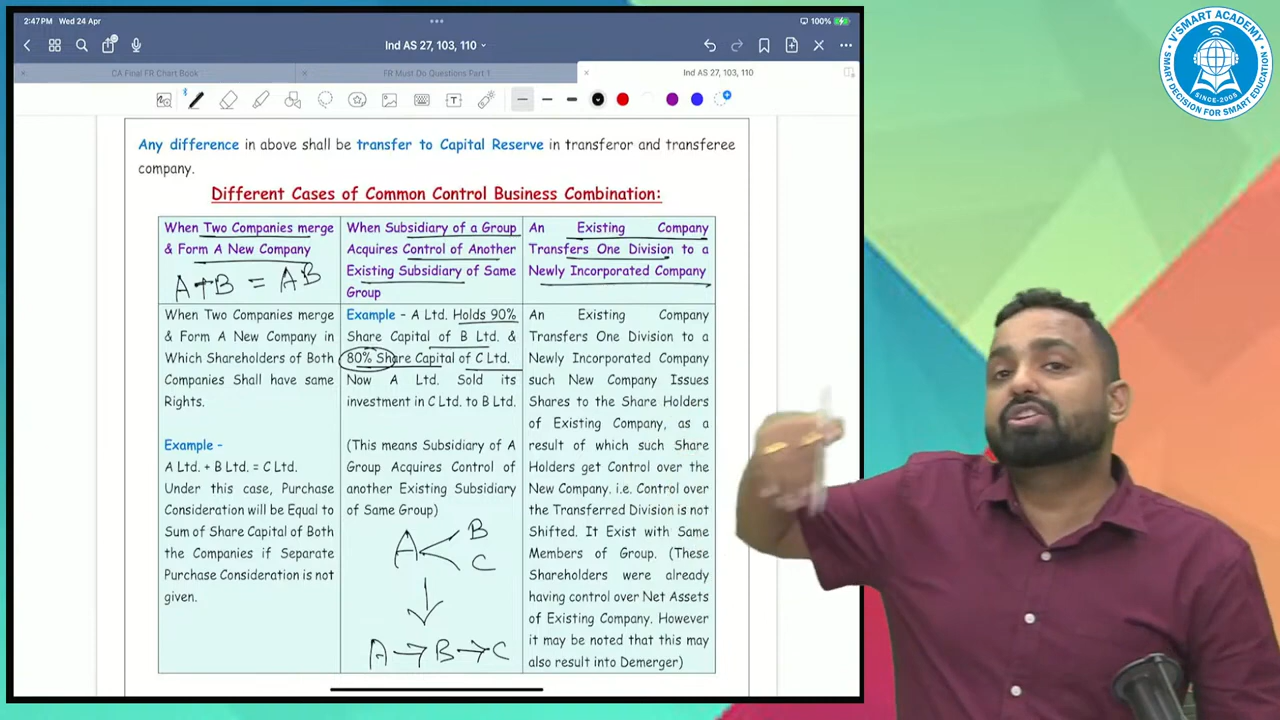 2:47PM Wed 24 Apr
100%
Ind AS 27, 103, 110
CA Final FR Chart Book
FR Must Do Questions Part 1
Ind AS 27, 103, 110
V'SMART ACADEMY
SMART DECISION FOR SMART EDUCATION
SINCE-2005
Any difference in above shall be transfer to Capital Reserve in transferor and transferee
company.
Different Cases of Common Control Business Combination:
When Two Companies merge
& Form A New Company
A+B = AB
When Subsidiary of a Group
Acquires Control of Another
Existing Subsidiary of Same
Group
An Existing Company
Transfers One Division to a
Newly Incorporated Company
When Two Companies merge
& Form A New Company in
Which Shareholders of Both
Companies Shall have same
Rights.
Example -
A Ltd. + B Ltd. = C Ltd.
Under this case, Purchase
Consideration will be Equal to
Sum of Share Capital of Both
the Companies if Separate
Purchase Consideration is not
given.
Example - A Ltd. Holds 90%
Share Capital of B Ltd. &
80% Share Capital of C Ltd.
Now A Ltd. Sold its
investment in C Ltd. to B Ltd.
(This means Subsidiary of A
Group Acquires Control of
another Existing Subsidiary
of Same Group)
A < B
C
A → B → C
An Existing Company
Transfers One Division to a
Newly Incorporated Company
such New Company Issues
Shares to the Share Holders
of Existing Company, as a
result of which such Share
Holders get Control over the
New Company. i.e. Control over
the Transferred Division is not
Shifted. It Exist with Same
Members of Group. (These
Shareholders were already
having control over Net Assets
of Existing Company. However
it may be noted that this may
also result into Demerger)